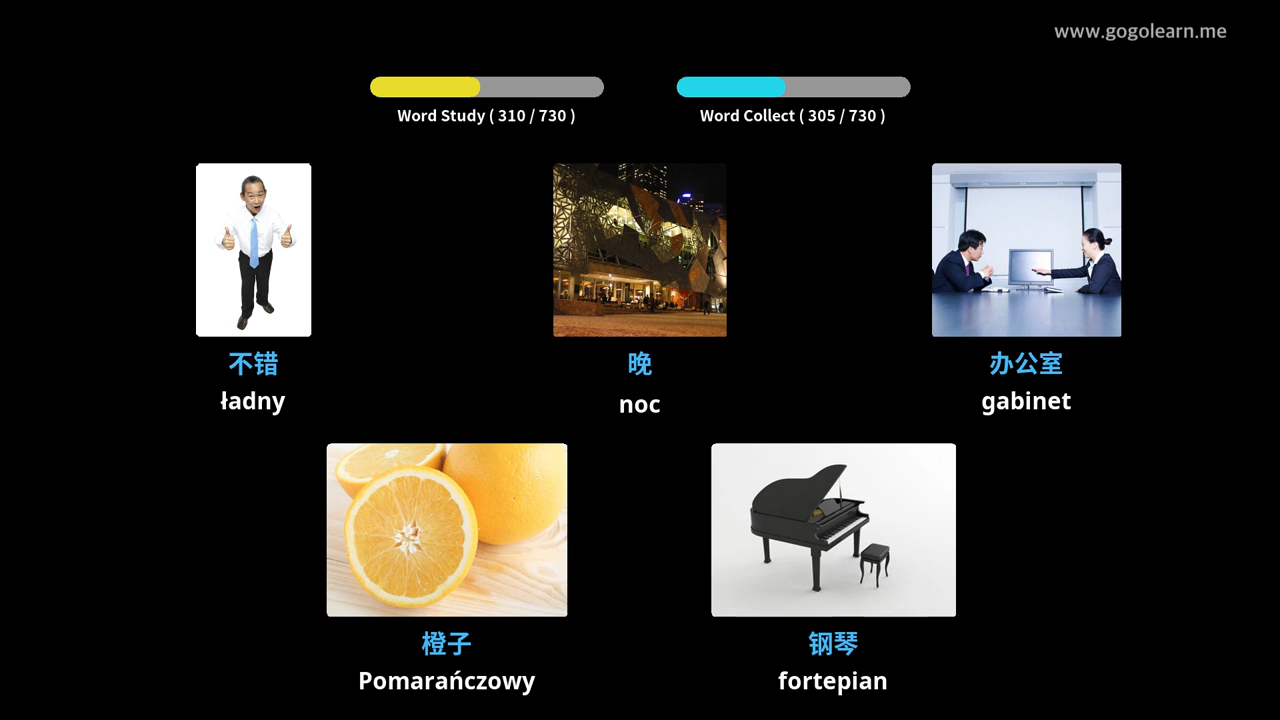 www.gogolearn.me
Word Study ( 310 / 730 )
Word Collect ( 305 / 730 )
不错
ładny
晚
noc
办公室
gabinet
橙子
Pomarańczowy
钢琴
fortepian